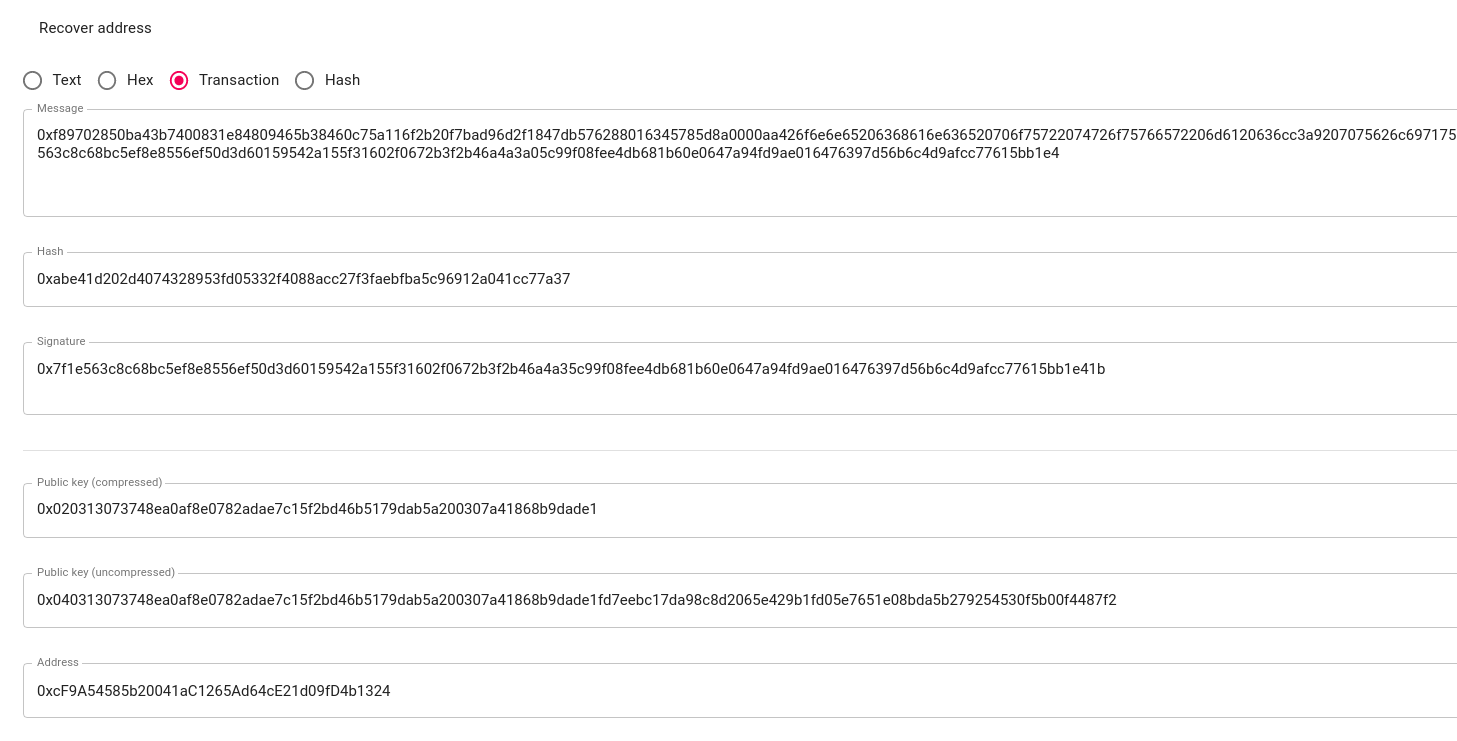 Recover address
Text Hex Transaction Hash
Message
0xf89702850ba43b7400831e84809465b38460c75a116f2b20f7bad96d2f1847db576288016345785d8a0000aa426f6e6e65206368616e636520706f75722074726f75766572206d6120636cc3a9207075626c697175
563c8c68bc5ef8e8556ef50d3d60159542a155f31602f0672b3f2b46a4a3a05c99f08fee4db681b60e0647a94fd9ae016476397d56b6c4d9afcc77615bb1e4
Hash
0xabe41d202d4074328953fd05332f4088acc27f3faebfba5c96912a041cc77a37
Signature
0x7f1e563c8c68bc5ef8e8556ef50d3d60159542a155f31602f0672b3f2b46a4a35c99f08fee4db681b60e0647a94fd9ae016476397d56b6c4d9afcc77615bb1e41b
Public key (compressed)
0x020313073748ea0af8e0782adae7c15f2bd46b5179dab5a200307a41868b9dade1
Public key (uncompressed)
0x040313073748ea0af8e0782adae7c15f2bd46b5179dab5a200307a41868b9dade1fd7eebc17da98c8d2065e429b1fd05e7651e08bda5b279254530f5b00f4487f2
Address
0xcF9A54585b20041aC1265Ad64cE21d09fD4b1324